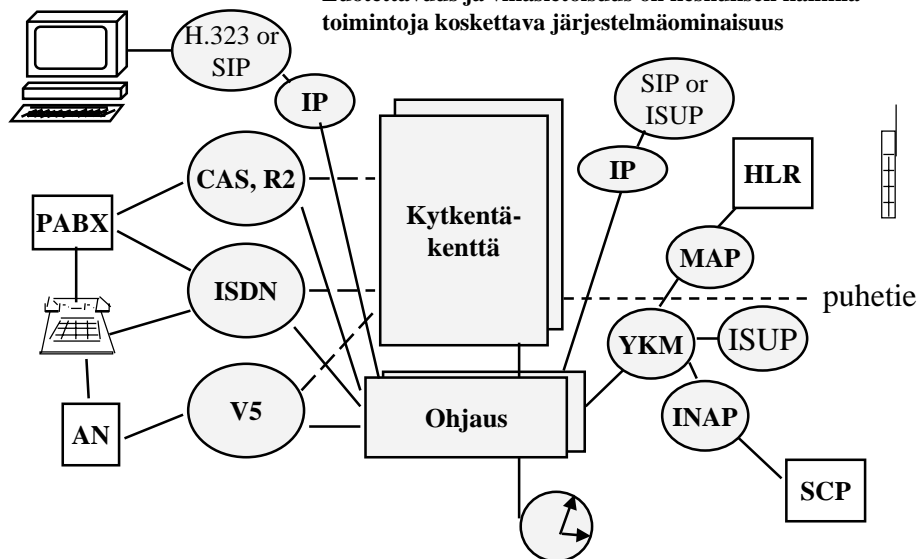 toimintoja koskettava järjestelmäominaisuus
H.323 or
SIP
IP
SIP or
ISUP
IP
HLR
CAS, R2
PABX
Kytkentä-
kenttä
MAP
ISDN
puhetie
YKM
ISUP
V5
AN
Ohjaus
INAP
SCP